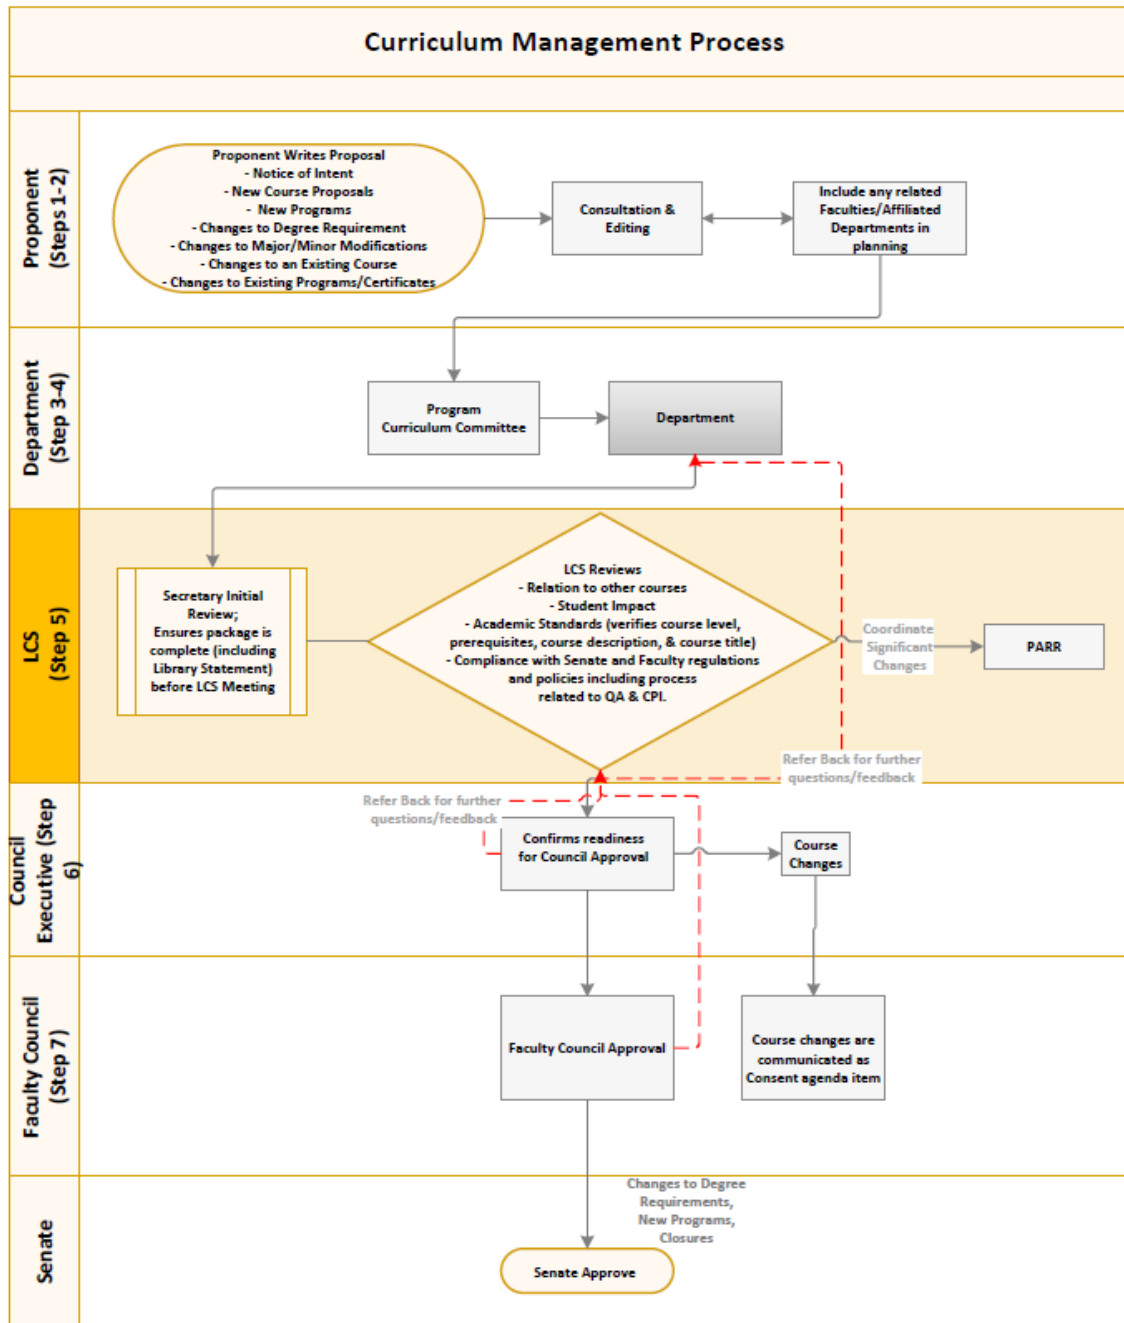 Curriculum Management Process
Proponent
(Steps 1-2)
Proponent Writes Proposal
- Notice of Intent
- New Course Proposals
- New Programs
- Changes to Degree Requirement
- Changes to Major/Minor Modifications
- Changes to an Existing Course
- Changes to Existing Programs/Certificates
Consultation &
Editing
Include any related
Faculties/Affiliated
Departments in
planning
Department
(Step 3-4)
Program
Curriculum Committee
Department
LCS
(Step 5)
Secretary Initial
Review;
Ensures package is
complete (including
Library Statement)
before LCS Meeting
LCS Reviews
- Relation to other courses
- Student Impact
- Academic Standards (verifies course level,
prerequisites, course description, & course title)
- Compliance with Senate and Faculty regulations
and policies including process
related to QA & CPI.
Coordinate
Significant
Changes
PARR
Refer Back for further
questions/feedback
Council
Executive (Step
6)
Refer Back for further
questions/feedback
Confirms readiness
for Council Approval
Course
Changes
Faculty Council
(Step 7)
Faculty Council Approval
Course changes are
communicated as
Consent agenda item
Senate
Changes to Degree
Requirements,
New Programs,
Closures
Senate Approve